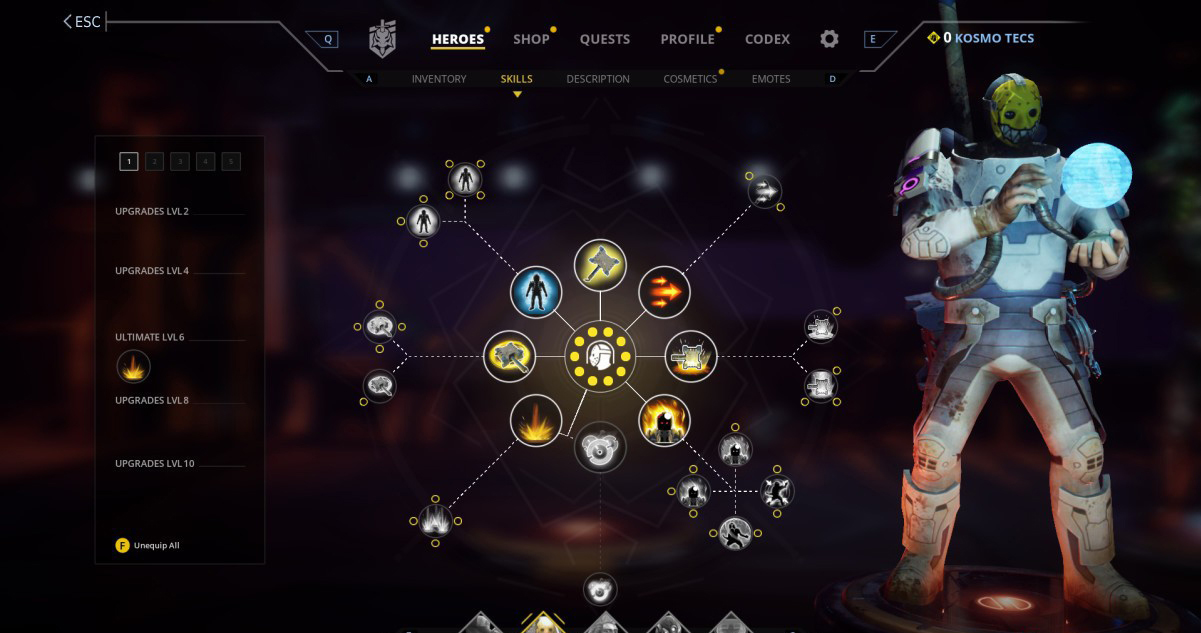 ESC
Q
HEROES
SHOP
QUESTS
PROFILE
CODEX
E
0 KOSMO TECS
A
INVENTORY
SKILLS
DESCRIPTION
COSMETICS
EMOTES
D
1 2 3 4 5
UPGRADES LVL 2
UPGRADES LVL 4
ULTIMATE LVL 6
UPGRADES LVL 8
UPGRADES LVL 10
F Unequip All